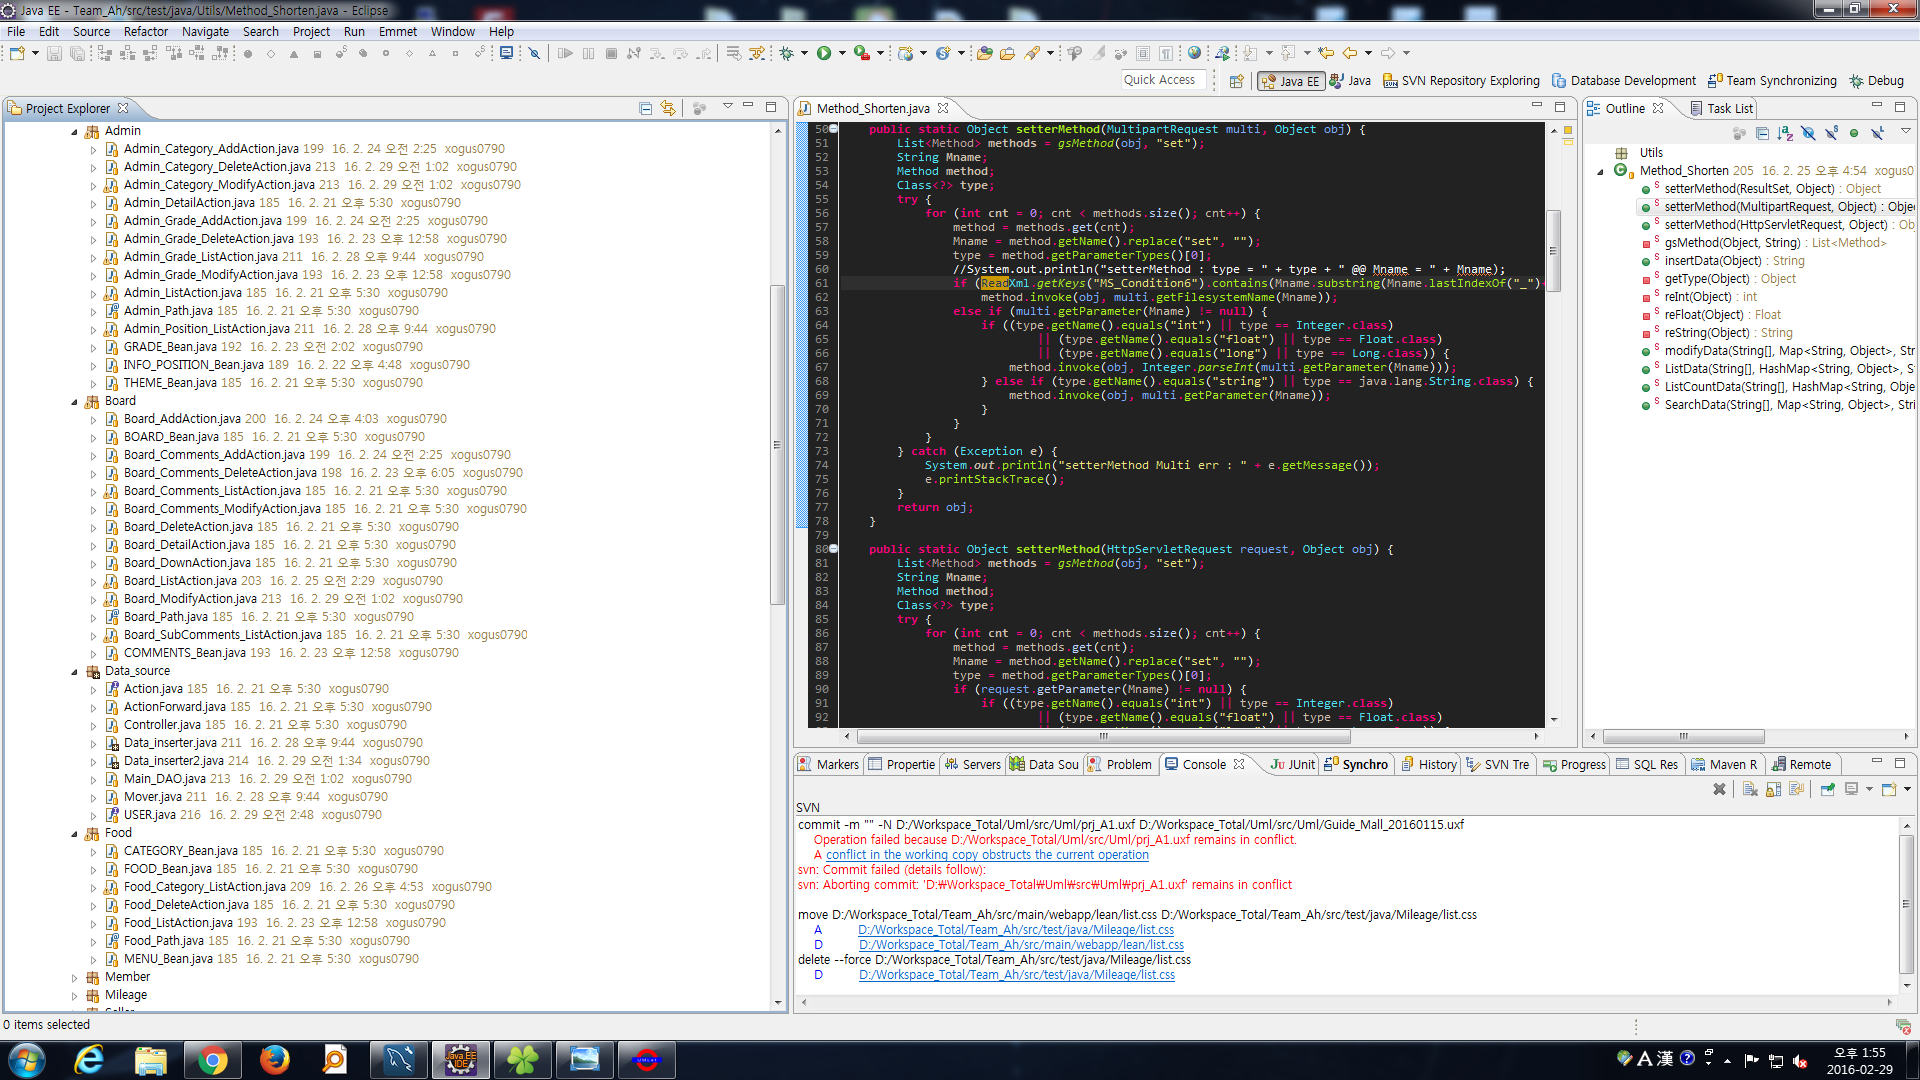 Java EE - Team_Ah/src/test/java/Utils/Method_Shorten.java - Eclipse
File Edit Source Refactor Navigate Search Project Run Emmet Window Help
Quick Access
Java EE Java SVN Repository Exploring Database Development Team Synchronizing Debug
Project Explorer
Admin
Admin_Category_AddAction.java 199 16. 2. 24 오전 2:25 xogus0790
Admin_Category_DeleteAction.java 213 16. 2. 29 오전 1:02 xogus0790
Admin_Category_ModifyAction.java 213 16. 2. 29 오전 1:02 xogus0790
Admin_DetailAction.java 185 16. 2. 21 오후 5:30 xogus0790
Admin_Grade_AddAction.java 199 16. 2. 24 오전 2:25 xogus0790
Admin_Grade_DeleteAction.java 193 16. 2. 23 오후 12:58 xogus0790
Admin_Grade_ListAction.java 211 16. 2. 28 오후 9:44 xogus0790
Admin_Grade_ModifyAction.java 193 16. 2. 23 오후 12:58 xogus0790
Admin_ListAction.java 185 16. 2. 21 오후 5:30 xogus0790
Admin_Path.java 185 16. 2. 21 오후 5:30 xogus0790
Admin_Position_ListAction.java 211 16. 2. 28 오후 9:44 xogus0790
GRADE_Bean.java 192 16. 2. 23 오전 2:02 xogus0790
INFO_POSITION_Bean.java 189 16. 2. 22 오후 4:48 xogus0790
THEME_Bean.java 185 16. 2. 21 오후 5:30 xogus0790
Board
Board_AddAction.java 200 16. 2. 24 오후 4:03 xogus0790
BOARD_Bean.java 185 16. 2. 21 오후 5:30 xogus0790
Board_Comments_AddAction.java 199 16. 2. 24 오전 2:25 xogus0790
Board_Comments_DeleteAction.java 198 16. 2. 23 오후 6:05 xogus0790
Board_Comments_ListAction.java 185 16. 2. 21 오후 5:30 xogus0790
Board_Comments_ModifyAction.java 185 16. 2. 21 오후 5:30 xogus0790
Board_DeleteAction.java 185 16. 2. 21 오후 5:30 xogus0790
Board_DetailAction.java 185 16. 2. 21 오후 5:30 xogus0790
Board_DownAction.java 185 16. 2. 21 오후 5:30 xogus0790
Board_ListAction.java 203 16. 2. 25 오전 2:29 xogus0790
Board_ModifyAction.java 213 16. 2. 29 오전 1:02 xogus0790
Board_Path.java 185 16. 2. 21 오후 5:30 xogus0790
Board_SubComments_ListAction.java 185 16. 2. 21 오후 5:30 xogus0790
COMMENTS_Bean.java 193 16. 2. 23 오후 12:58 xogus0790
Data_source
Action.java 185 16. 2. 21 오후 5:30 xogus0790
ActionForward.java 185 16. 2. 21 오후 5:30 xogus0790
Controller.java 185 16. 2. 21 오후 5:30 xogus0790
Data_inserter.java 211 16. 2. 28 오후 9:44 xogus0790
Data_inserter2.java 214 16. 2. 29 오전 1:34 xogus0790
Main_DAO.java 213 16. 2. 29 오전 1:02 xogus0790
Mover.java 211 16. 2. 28 오후 9:44 xogus0790
USER.java 216 16. 2. 29 오전 2:48 xogus0790
Food
CATEGORY_Bean.java 185 16. 2. 21 오후 5:30 xogus0790
FOOD_Bean.java 185 16. 2. 21 오후 5:30 xogus0790
Food_Category_ListAction.java 209 16. 2. 26 오후 4:53 xogus0790
Food_DeleteAction.java 185 16. 2. 21 오후 5:30 xogus0790
Food_ListAction.java 193 16. 2. 23 오후 12:58 xogus0790
Food_Path.java 185 16. 2. 21 오후 5:30 xogus0790
MENU_Bean.java 185 16. 2. 21 오후 5:30 xogus0790
Member
Mileage
0 items selected
Method_Shorten.java
50 public static Object setterMethod(MultipartRequest multi, Object obj) {
51 List<Method> methods = gsMethod(obj, "set");
52 String Mname;
53 Method method;
54 Class<?> type;
55 try {
56 for (int cnt = 0; cnt < methods.size(); cnt++) {
57 method = methods.get(cnt);
58 Mname = method.getName().replace("set", "");
59 type = method.getParameterTypes()[0];
60 //System.out.println("setterMethod : type = " + type + " @@ Mname = " + Mname);
61 if (ReadXml.getKeys("MS_Condition6").contains(Mname.substring(Mname.lastIndexOf("_")
62 method.invoke(obj, multi.getFilesystemName(Mname));
63 else if (multi.getParameter(Mname) != null) {
64 if ((type.getName().equals("int") || type == Integer.class)
65 || (type.getName().equals("float") || type == Float.class)
66 || (type.getName().equals("long") || type == Long.class)) {
67 method.invoke(obj, Integer.parseInt(multi.getParameter(Mname)));
68 } else if (type.getName().equals("string") || type == java.lang.String.class) {
69 method.invoke(obj, multi.getParameter(Mname));
70 }
71 }
72 }
73 } catch (Exception e) {
74 System.out.println("setterMethod Multi err : " + e.getMessage());
75 e.printStackTrace();
76 }
77 return obj;
78 }
79
80 public static Object setterMethod(HttpServletRequest request, Object obj) {
81 List<Method> methods = gsMethod(obj, "set");
82 String Mname;
83 Method method;
84 Class<?> type;
85 try {
86 for (int cnt = 0; cnt < methods.size(); cnt++) {
87 method = methods.get(cnt);
88 Mname = method.getName().replace("set", "");
89 type = method.getParameterTypes()[0];
90 if (request.getParameter(Mname) != null) {
91 if ((type.getName().equals("int") || type == Integer.class)
92 || (type.getName().equals("float") || type == Float.class)
Outline Task List
Utils
Method_Shorten 205 16. 2. 25 오후 4:54 xogus0
setterMethod(ResultSet, Object) : Object
setterMethod(MultipartRequest, Object) : Obje
setterMethod(HttpServletRequest, Object) : Ob
gsMethod(Object, String) : List<Method>
insertData(Object) : String
getType(Object) : Object
reInt(Object) : int
reFloat(Object) : Float
reString(Object) : String
modifyData(String[], Map<String, Object>, Str
ListData(String[], HashMap<String, Object>, S
ListCountData(String[], HashMap<String, Obje
SearchData(String[], Map<String, Object>, Stri
Markers Propertie Servers Data Sou Problem Console JUnit Synchro History SVN Tre Progress SQL Res Maven R Remote
SVN
commit -m "" -N D:/Workspace_Total/Uml/src/Uml/prj_A1.uxf D:/Workspace_Total/Uml/src/Uml/Guide_Mall_20160115.uxf
Operation failed because D:/Workspace_Total/Uml/src/Uml/prj_A1.uxf remains in conflict.
A conflict in the working copy obstructs the current operation
svn: Commit failed (details follow):
svn: Aborting commit: 'D:₩Workspace_Total₩Uml₩src₩Uml₩prj_A1.uxf' remains in conflict
move D:/Workspace_Total/Team_Ah/src/main/webapp/lean/list.css D:/Workspace_Total/Team_Ah/src/test/java/Mileage/list.css
A D:/Workspace_Total/Team_Ah/src/test/java/Mileage/list.css
D D:/Workspace_Total/Team_Ah/src/main/webapp/lean/list.css
delete --force D:/Workspace_Total/Team_Ah/src/test/java/Mileage/list.css
D D:/Workspace_Total/Team_Ah/src/test/java/Mileage/list.css
Java EE IDE
A 漢
오후 1:55
2016-02-29